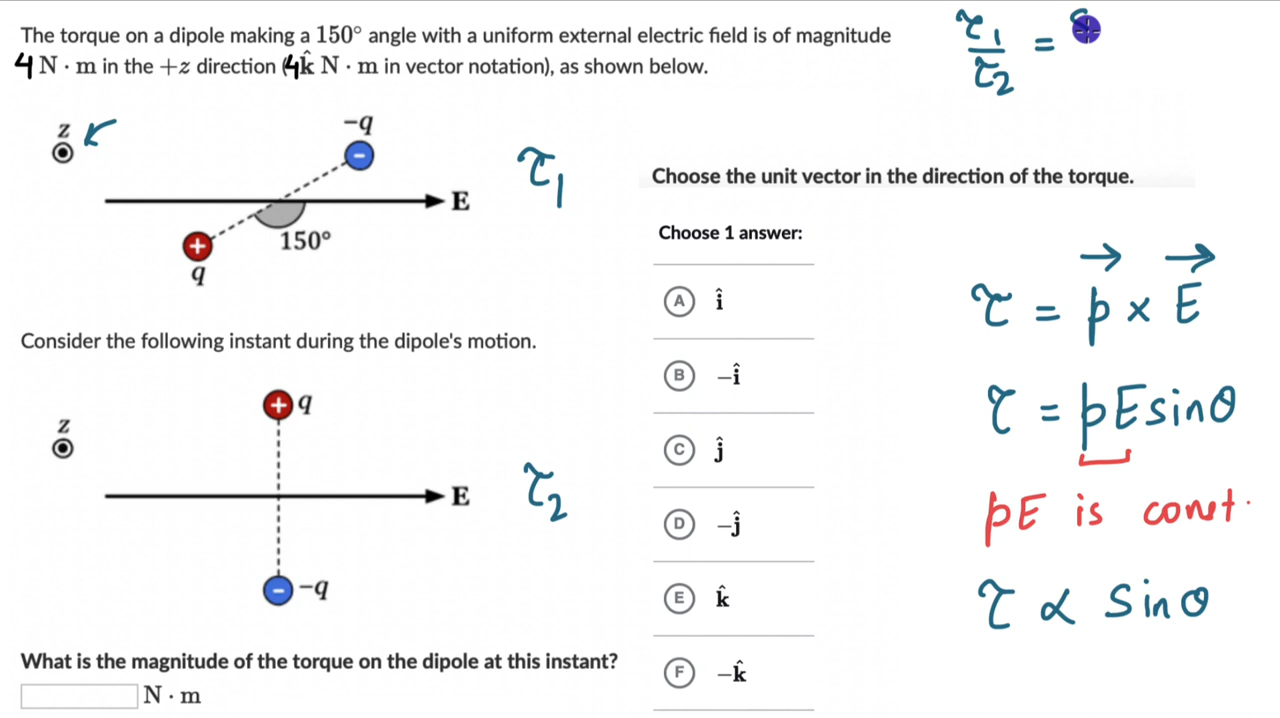 The torque on a dipole making a 150° angle with a uniform external electric field is of magnitude
4 N · m in the +z direction (4k̂ N · m in vector notation), as shown below.
τ₁/τ₂ =
z
−q
−
τ₁
E
150°
+
q
Consider the following instant during the dipole's motion.
+ q
z
E
τ₂
− −q
What is the magnitude of the torque on the dipole at this instant?
N · m
Choose the unit vector in the direction of the torque.
Choose 1 answer:
A î
B −î
C ĵ
D −ĵ
E k̂
F −k̂
τ = p⃗ × E⃗
τ = pE sinθ
pE is const.
τ ∝ Sinθ